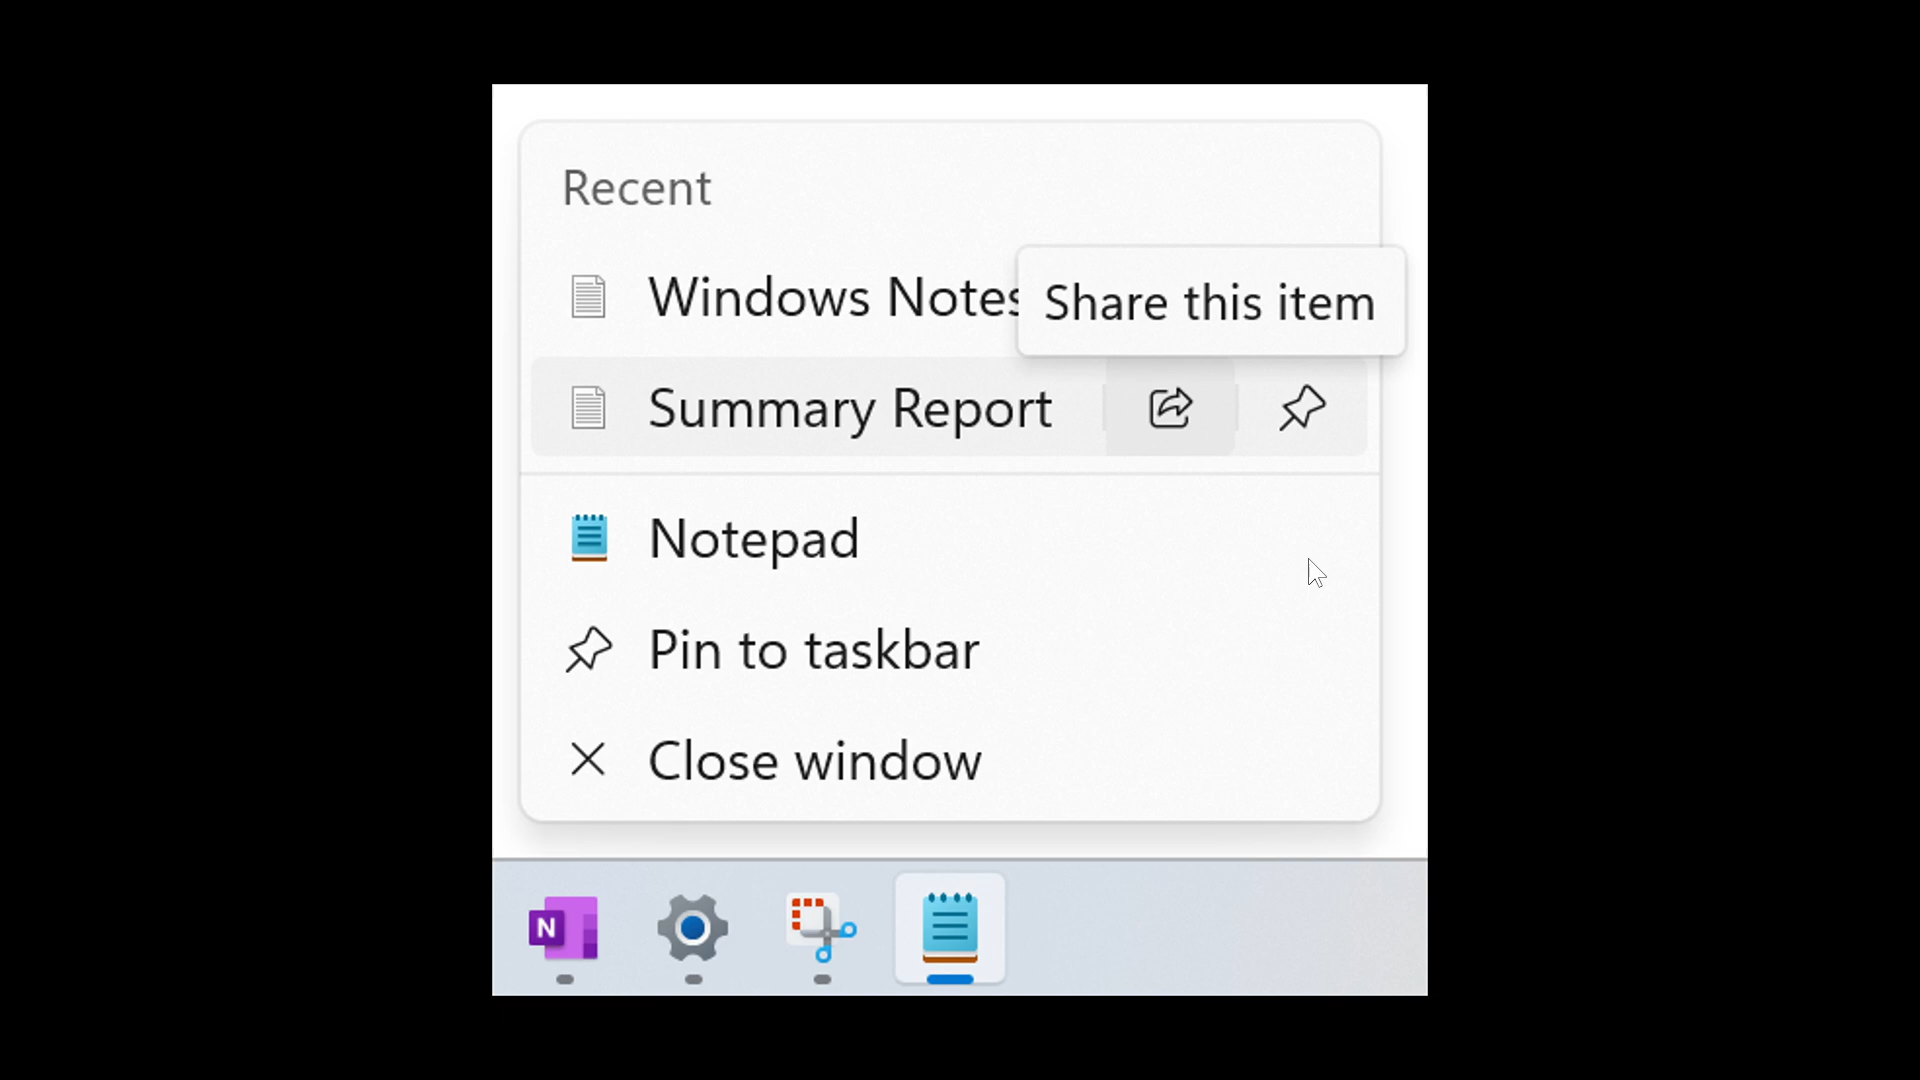 Recent
Windows Notes
Share this item
Summary Report
Notepad
Pin to taskbar
Close window
N